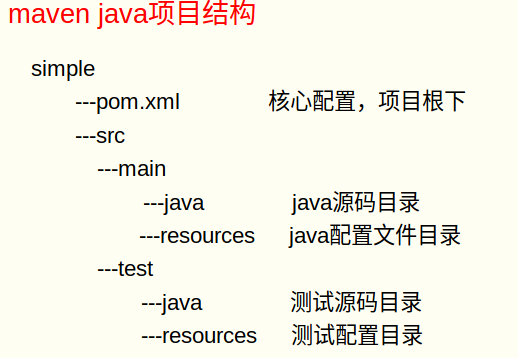 maven java项目结构
simple
---pom.xml 核心配置，项目根下
---src
---main
---java java源码目录
---resources java配置文件目录
---test
---java 测试源码目录
---resources 测试配置目录